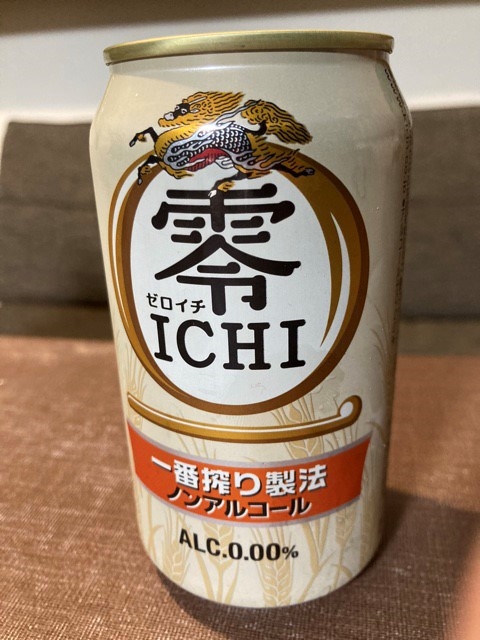 零
ゼロイチ
ICHI
一番搾り製法
ノンアルコール
ALC.0.00%